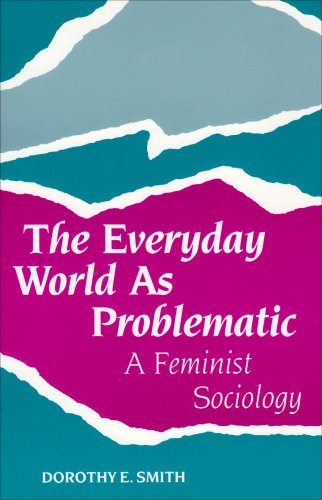 The Everyday
World As
Problematic
A Feminist
Sociology
DOROTHY E. SMITH